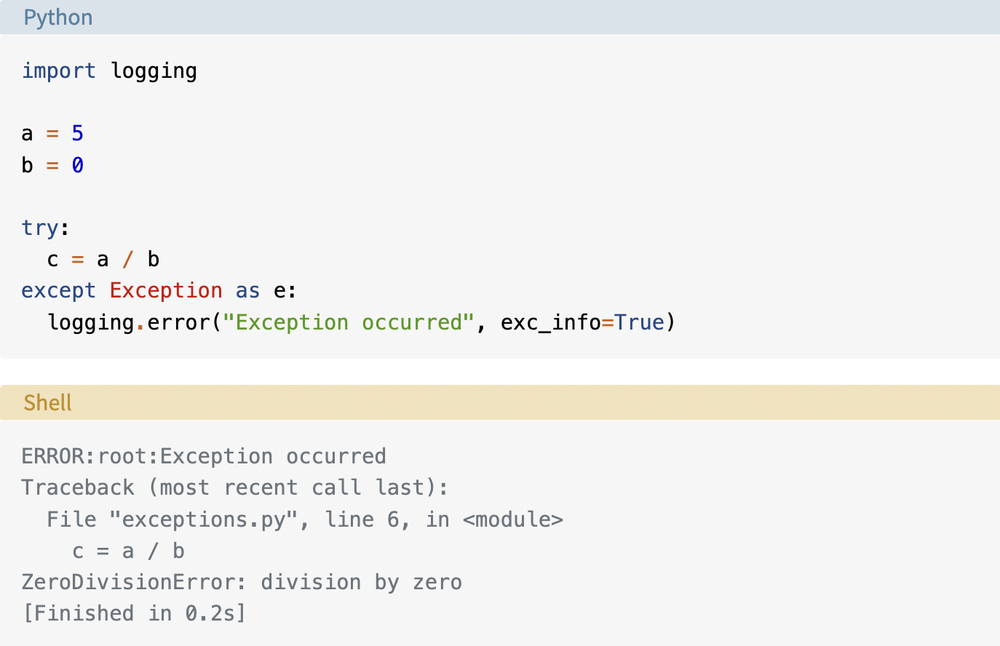 Python
import logging
a = 5
b = 0
try:
  c = a / b
except Exception as e:
  logging.error("Exception occurred", exc_info=True)
Shell
ERROR:root:Exception occurred
Traceback (most recent call last):
  File "exceptions.py", line 6, in <module>
    c = a / b
ZeroDivisionError: division by zero
[Finished in 0.2s]